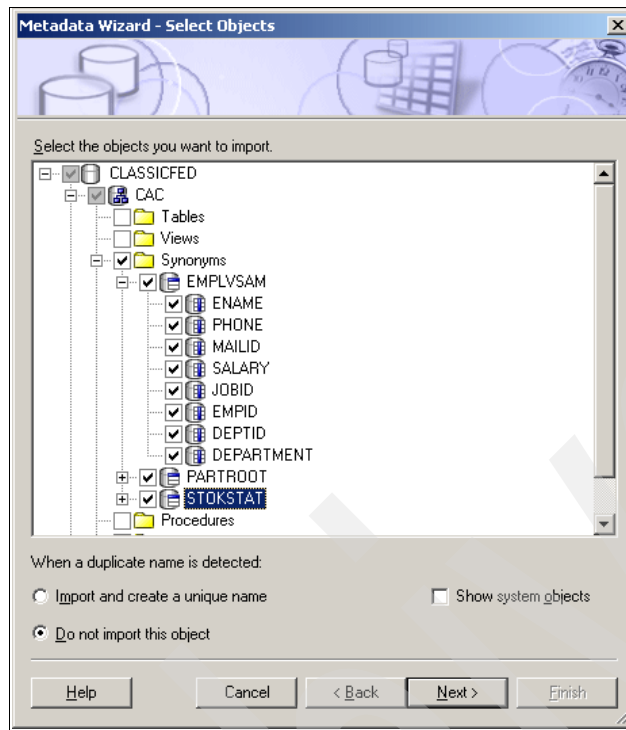 Metadata Wizard - Select Objects
Select the objects you want to import.
CLASSICFED
CAC
Tables
Views
Synonyms
EMPLVSAM
ENAME
PHONE
MAILID
SALARY
JOBID
EMPID
DEPTID
DEPARTMENT
PARTROOT
STOKSTAT
Procedures
When a duplicate name is detected:
Import and create a unique name
Show system objects
Do not import this object
Help Cancel < Back Next > Finish